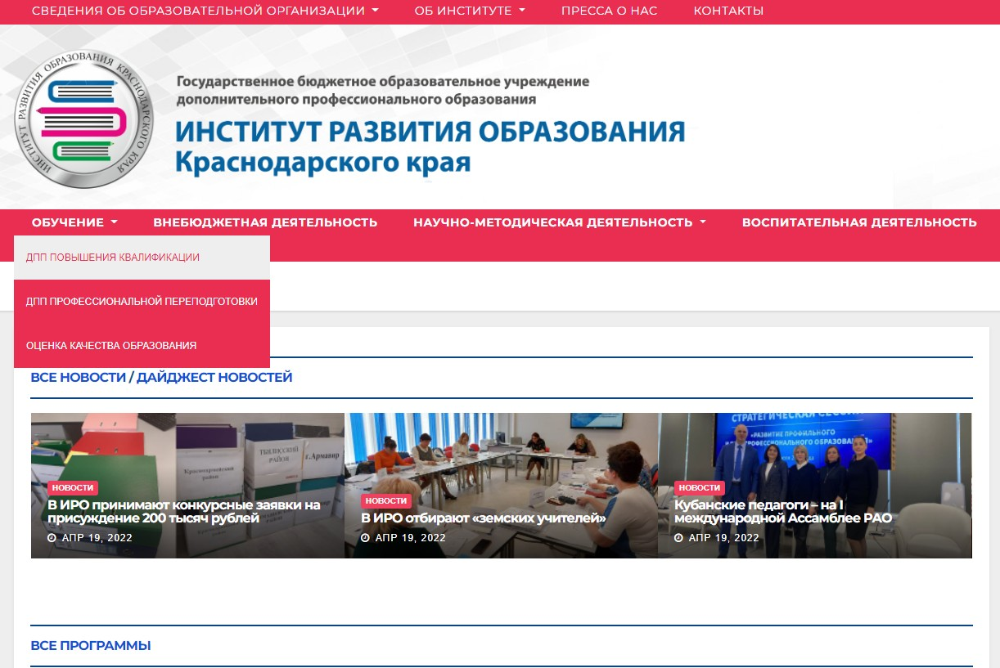 СВЕДЕНИЯ ОБ ОБРАЗОВАТЕЛЬНОЙ ОРГАНИЗАЦИИ ОБ ИНСТИТУТЕ ПРЕССА О НАС КОНТАКТЫ
ИНСТИТУТ РАЗВИТИЯ ОБРАЗОВАНИЯ КРАСНОДАРСКОГО КРАЯ
Государственное бюджетное образовательное учреждение
дополнительного профессионального образования
ИНСТИТУТ РАЗВИТИЯ ОБРАЗОВАНИЯ
Краснодарского края
ОБУЧЕНИЕ ВНЕБЮДЖЕТНАЯ ДЕЯТЕЛЬНОСТЬ НАУЧНО-МЕТОДИЧЕСКАЯ ДЕЯТЕЛЬНОСТЬ ВОСПИТАТЕЛЬНАЯ ДЕЯТЕЛЬНОСТЬ
ДПП ПОВЫШЕНИЯ КВАЛИФИКАЦИИ
ДПП ПРОФЕССИОНАЛЬНОЙ ПЕРЕПОДГОТОВКИ
ОЦЕНКА КАЧЕСТВА ОБРАЗОВАНИЯ
ВСЕ НОВОСТИ / ДАЙДЖЕСТ НОВОСТЕЙ
Красноармейский
район
ТБИЛИССКИЙ
РАЙОН
г.Армавир
НОВОСТИ
В ИРО принимают конкурсные заявки на
присуждение 200 тысяч рублей
АПР 19, 2022
НОВОСТИ
В ИРО отбирают «земских учителей»
АПР 19, 2022
СТРАТЕГИЧЕСКАЯ
«РАЗВИТИЕ ПРОФИЛЬНОГО
ОБРАЗОВАНИЙ»
НОВОСТИ
Кубанские педагоги – на I
международной Ассамблее РАО
АПР 19, 2022
ВСЕ ПРОГРАММЫ